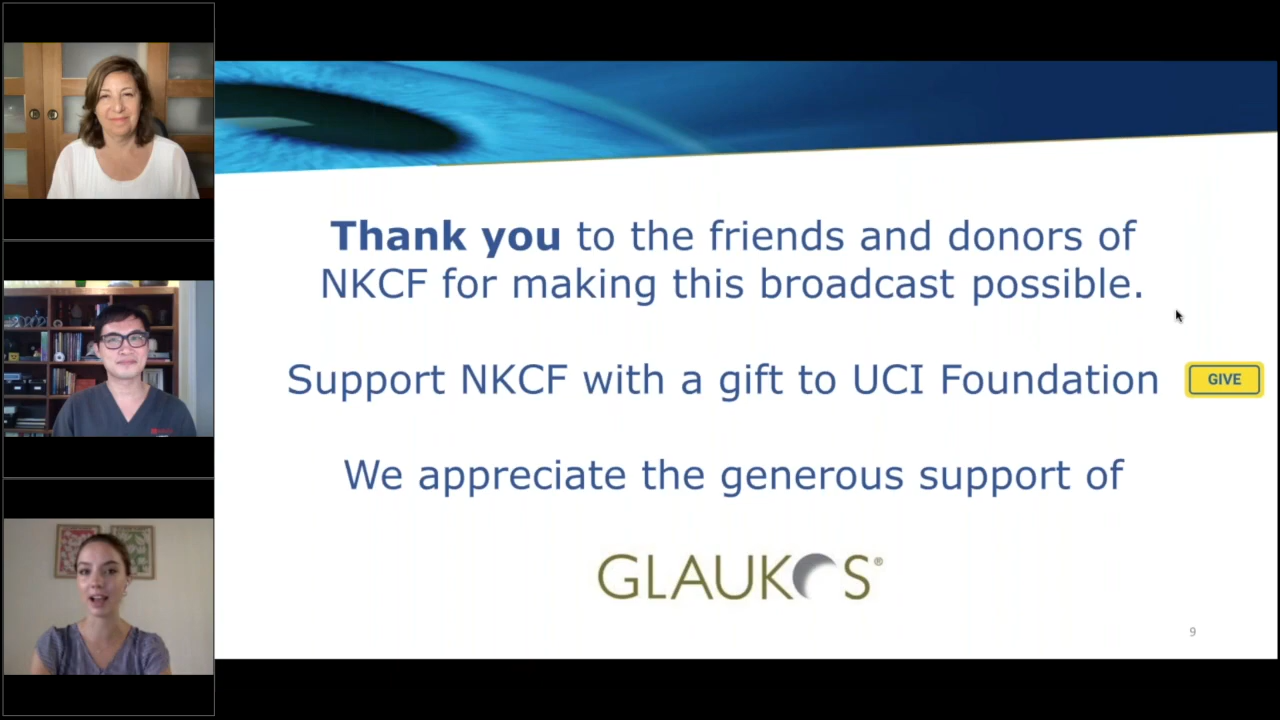 Thank you to the friends and donors of
NKCF for making this broadcast possible.
Support NKCF with a gift to UCI Foundation
GIVE
We appreciate the generous support of
GLAUKOS®
9